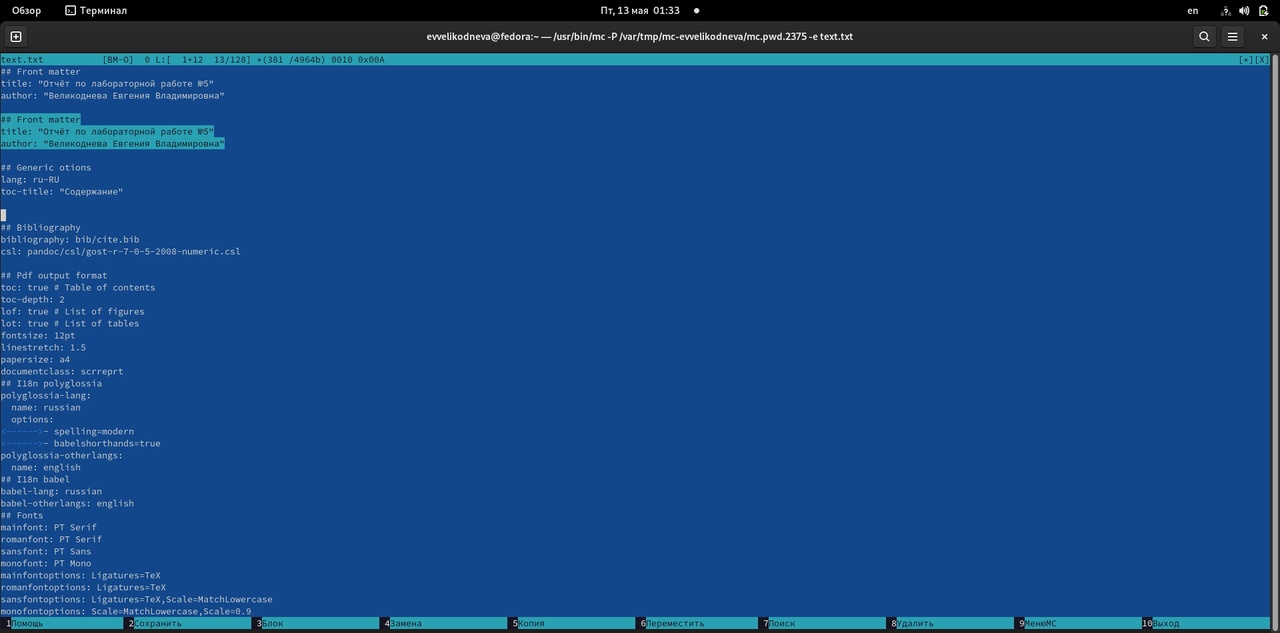 Обзор
Терминал
Пт, 13 мая 01:33
en
evvelikodneva@fedora:~ — /usr/bin/mc -P /var/tmp/mc-evvelikodneva/mc.pwd.2375 -e text.txt
text.txt [BM-O] 0 L:[ 1+12 13/128] *(381 /4964b) 0010 0x00A [*][X]
## Front matter
title: "Отчёт по лабораторной работе №5"
author: "Великоднева Евгения Владимировна"
## Front matter
title: "Отчёт по лабораторной работе №5"
author: "Великоднева Евгения Владимировна"
## Generic otions
lang: ru-RU
toc-title: "Содержание"
## Bibliography
bibliography: bib/cite.bib
csl: pandoc/csl/gost-r-7-0-5-2008-numeric.csl
## Pdf output format
toc: true # Table of contents
toc-depth: 2
lof: true # List of figures
lot: true # List of tables
fontsize: 12pt
linestretch: 1.5
papersize: a4
documentclass: scrreprt
## I18n polyglossia
polyglossia-lang:
  name: russian
  options:
<------>- spelling=modern
<------>- babelshorthands=true
polyglossia-otherlangs:
  name: english
## I18n babel
babel-lang: russian
babel-otherlangs: english
## Fonts
mainfont: PT Serif
romanfont: PT Serif
sansfont: PT Sans
monofont: PT Mono
mainfontoptions: Ligatures=TeX
romanfontoptions: Ligatures=TeX
sansfontoptions: Ligatures=TeX,Scale=MatchLowercase
monofontoptions: Scale=MatchLowercase,Scale=0.9
1Помощь 2Сохранить 3Блок 4Замена 5Копия 6Переместить 7Поиск 8Удалить 9МенюMC 10Выход